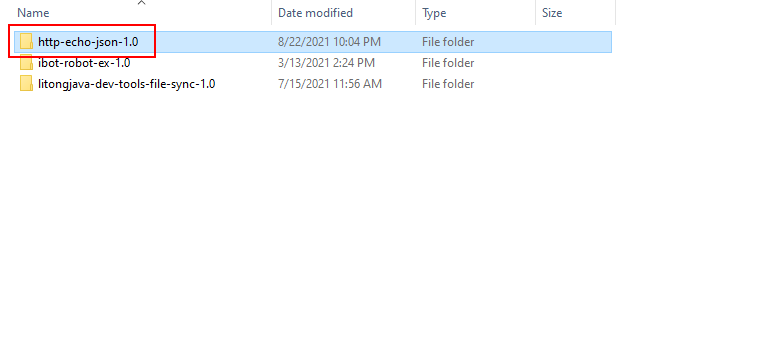 Name Date modified Type Size
http-echo-json-1.0 8/22/2021 10:04 PM File folder
ibot-robot-ex-1.0 3/13/2021 2:24 PM File folder
litongjava-dev-tools-file-sync-1.0 7/15/2021 11:56 AM File folder